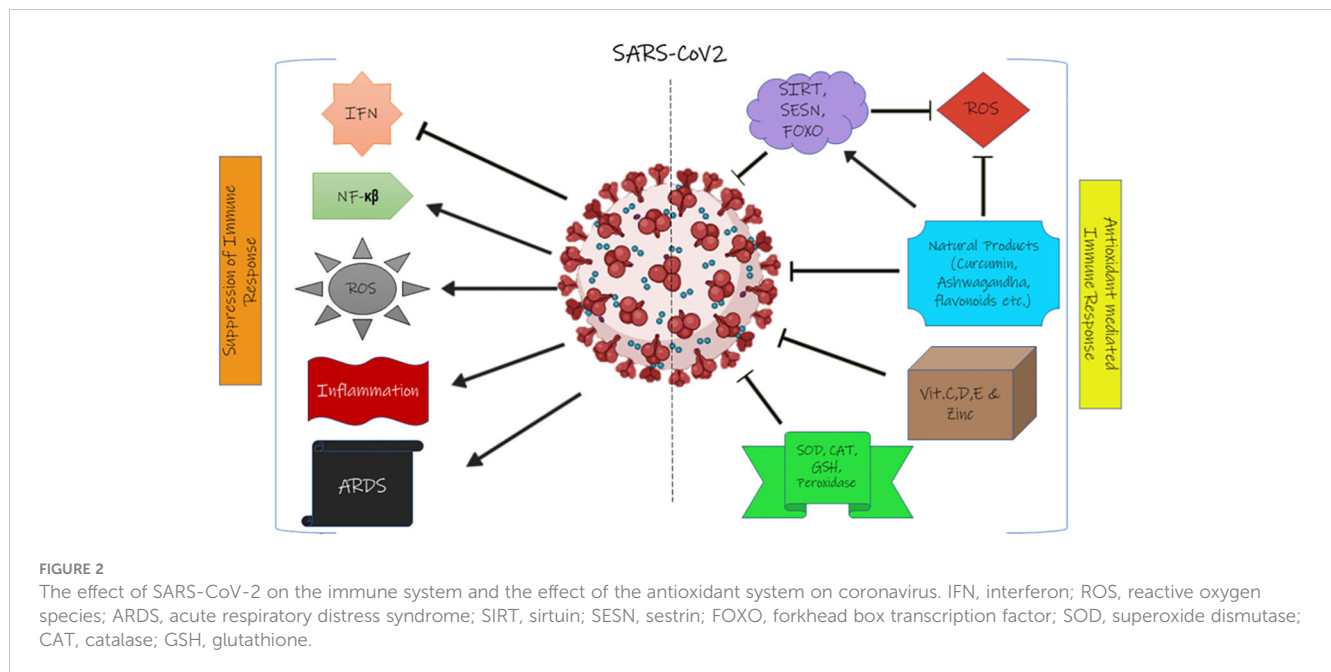 SARS-CoV2
Suppression of Immune
Response
IFN
NF-κβ
ROS
Inflammation
ARDS
SIRT,
SESN,
FOXO
ROS
Natural Products
(Curcumin,
Ashwagandha,
flavonoids etc.)
Vit.C,D,E &
Zinc
SOD, CAT,
GSH,
Peroxidase
Antioxidant mediated
Immune Response
FIGURE 2
The effect of SARS-CoV-2 on the immune system and the effect of the antioxidant system on coronavirus. IFN, interferon; ROS, reactive oxygen
species; ARDS, acute respiratory distress syndrome; SIRT, sirtuin; SESN, sestrin; FOXO, forkhead box transcription factor; SOD, superoxide dismutase;
CAT, catalase; GSH, glutathione.